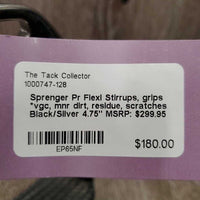 The Tack Collector
1000747-128
Sprenger Pr Flexi Stirrups, grips
*vgc, mnr dirt, residue, scratches
Black/Silver 4.75" MSRP: $299.95
EP65NF
$180.00